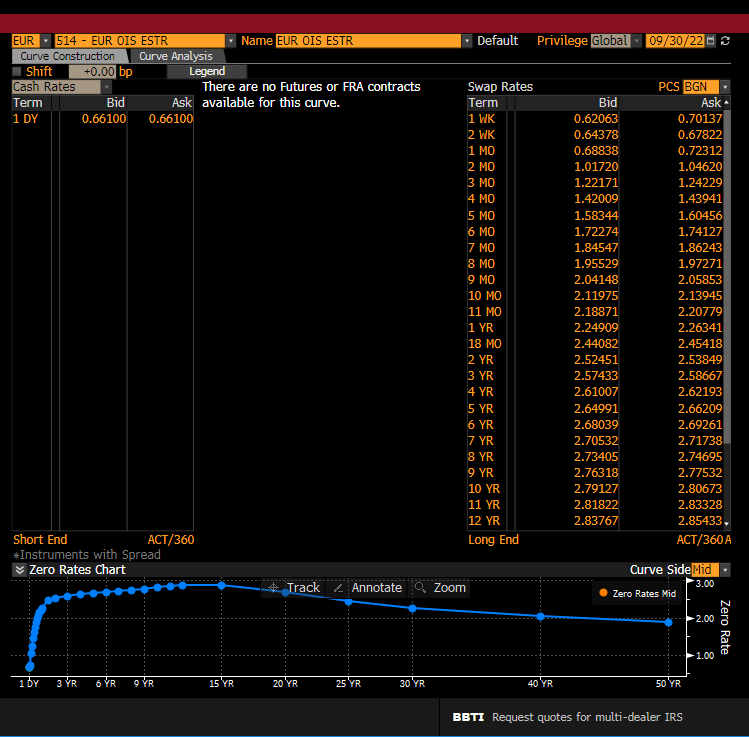 EUR 514 - EUR OIS ESTR Name EUR OIS ESTR Default Privilege Global 09/30/22
Curve Construction Curve Analysis
Shift +0.00 bp Legend
Cash Rates There are no Futures or FRA contracts Swap Rates PCS BGN
Term Bid Ask available for this curve. Term Bid Ask
1 DY 0.66100 0.66100 1 WK 0.62063 0.70137
2 WK 0.64378 0.67822
1 MO 0.68838 0.72312
2 MO 1.01720 1.04620
3 MO 1.22171 1.24229
4 MO 1.42009 1.43941
5 MO 1.58344 1.60456
6 MO 1.72274 1.74127
7 MO 1.84547 1.86243
8 MO 1.95529 1.97271
9 MO 2.04148 2.05853
10 MO 2.11975 2.13945
11 MO 2.18871 2.20779
1 YR 2.24909 2.26341
18 MO 2.44082 2.45418
2 YR 2.52451 2.53849
3 YR 2.57433 2.58667
4 YR 2.61007 2.62193
5 YR 2.64991 2.66209
6 YR 2.68039 2.69261
7 YR 2.70532 2.71738
8 YR 2.73405 2.74695
9 YR 2.76318 2.77532
10 YR 2.79127 2.80673
11 YR 2.81822 2.83328
12 YR 2.83767 2.85433
Short End ACT/360 Long End ACT/360 A
*Instruments with Spread
Zero Rates Chart Curve Side Mid
Track Annotate Zoom
Zero Rates Mid
3.00
2.00
1.00
Zero Rate
1 DY 3 YR 6 YR 9 YR 15 YR 20 YR 25 YR 30 YR 40 YR 50 YR
BBTI Request quotes for multi-dealer IRS